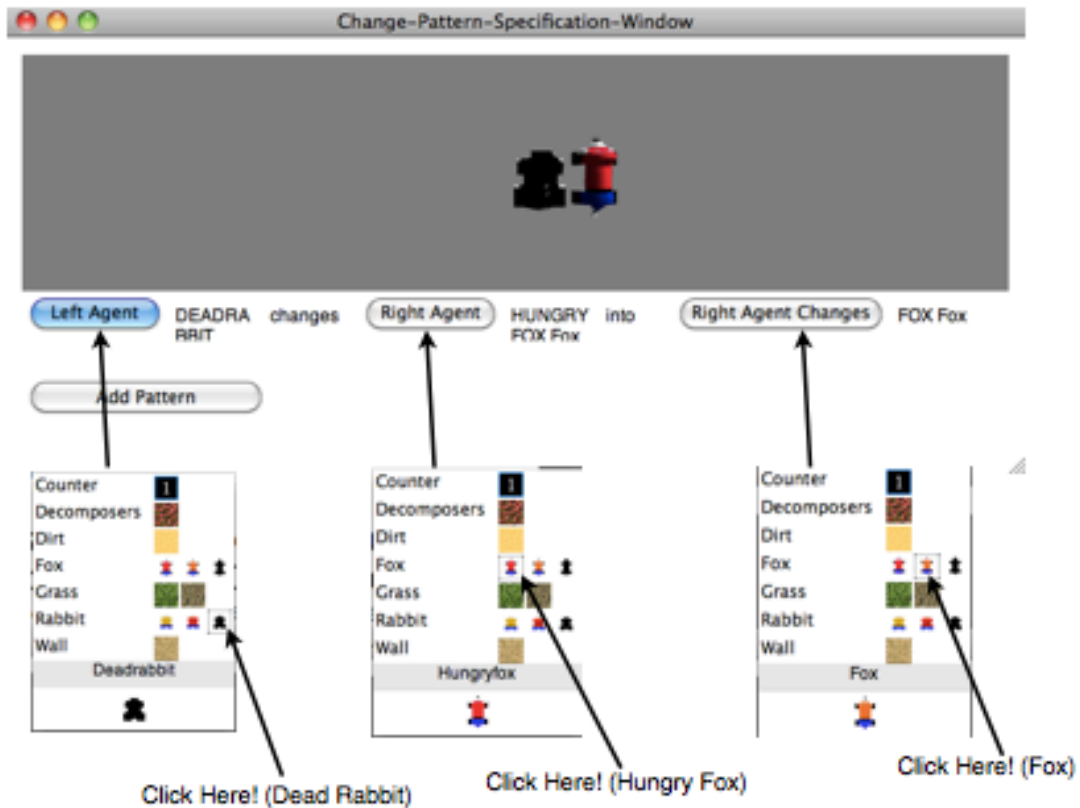 Change-Pattern-Specification-Window
Left Agent
DEADRA
BBIT
changes
Right Agent
HUNGRY
FOX Fox
into
Right Agent Changes
FOX Fox
Add Pattern
Counter 1
Decomposers
Dirt
Fox
Grass
Rabbit
Wall
Deadrabbit
Counter 1
Decomposers
Dirt
Fox
Grass
Rabbit
Wall
Hungryfox
Counter 1
Decomposers
Dirt
Fox
Grass
Rabbit
Wall
Fox
Click Here! (Dead Rabbit)
Click Here! (Hungry Fox)
Click Here! (Fox)